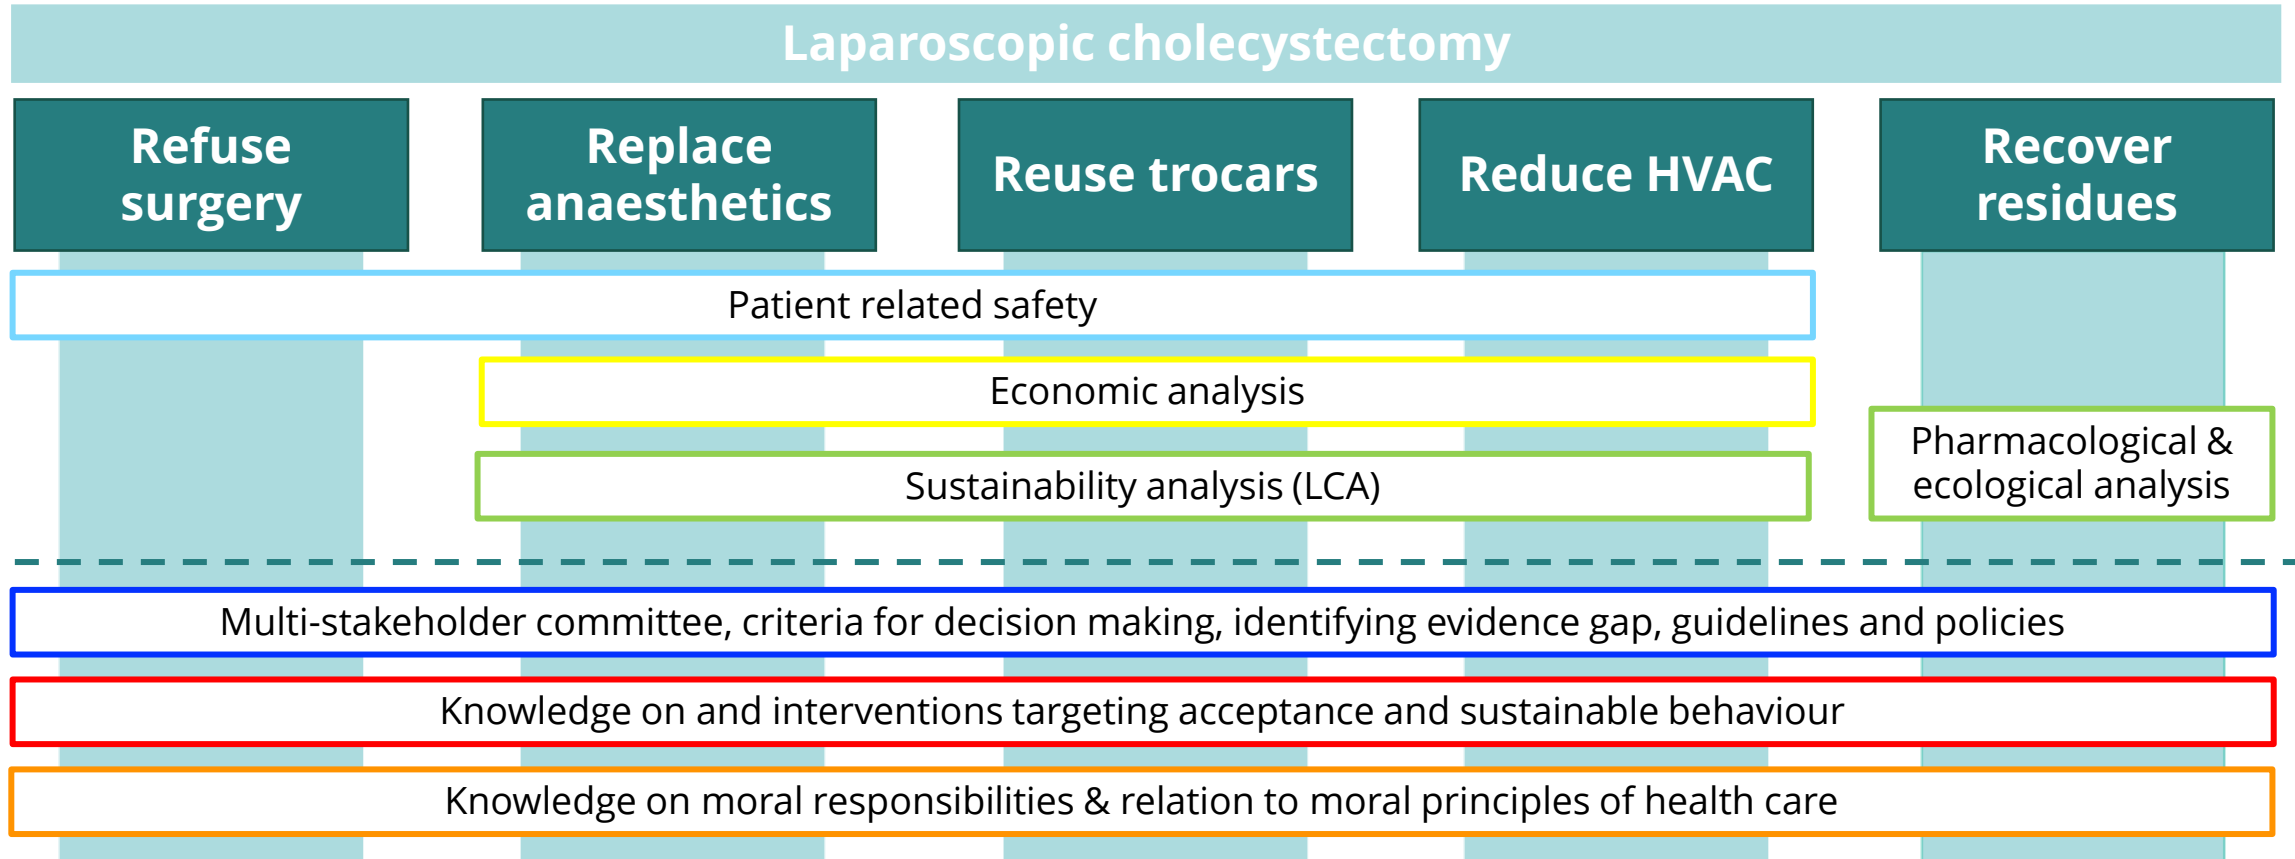 Laparoscopic cholecystectomy
Refuse
surgery
Replace
anaesthetics
Reuse trocars
Reduce HVAC
Recover
residues
Patient related safety
Economic analysis
Sustainability analysis (LCA)
Pharmacological &
ecological analysis
Multi-stakeholder committee, criteria for decision making, identifying evidence gap, guidelines and policies
Knowledge on and interventions targeting acceptance and sustainable behaviour
Knowledge on moral responsibilities & relation to moral principles of health care